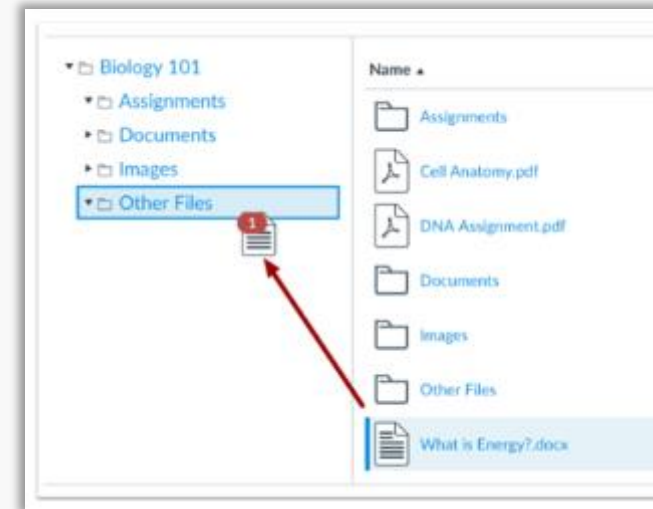 Biology 101
Assignments
Documents
Images
Other Files
1
Name
Assignments
Cell Anatomy.pdf
DNA Assignment.pdf
Documents
Images
Other Files
What is Energy?.docx